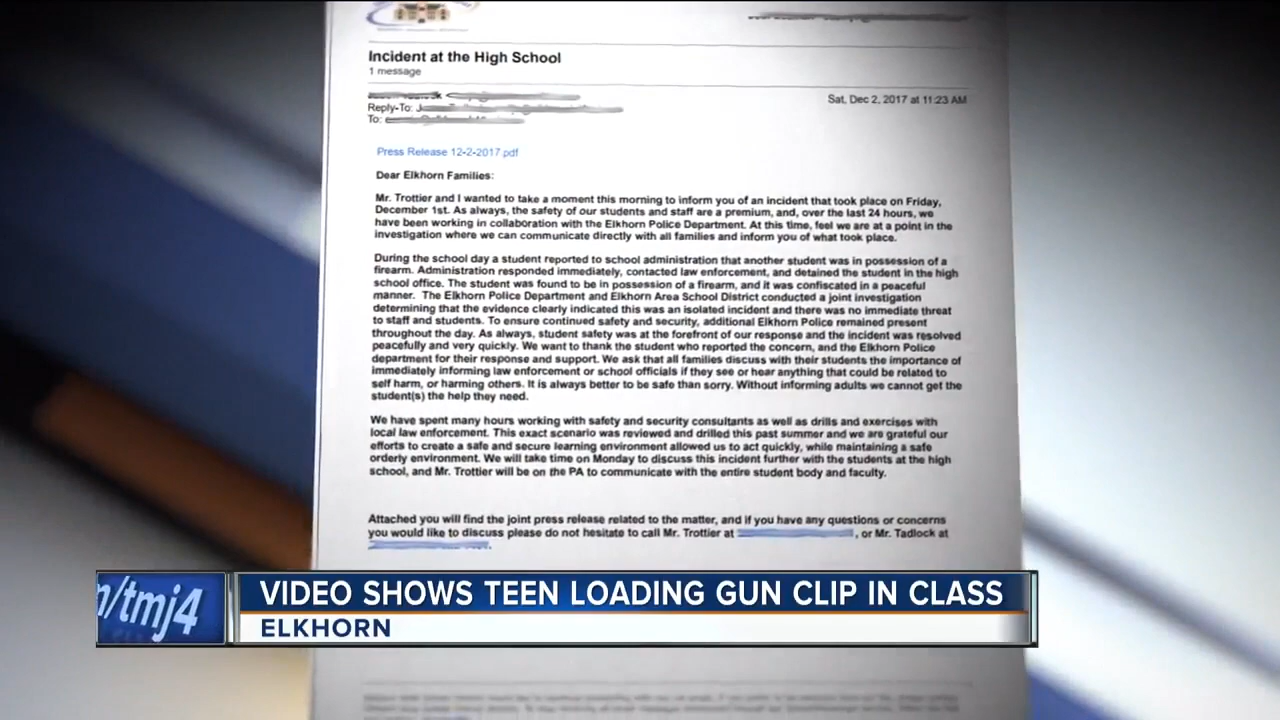 Incident at the High School
1 message
Sat, Dec 2, 2017 at 11:23 AM
Reply-To: J
To:
Press Release 12-2-2017.pdf
Dear Elkhorn Families:
Mr. Trottier and I wanted to take a moment this morning to inform you of an incident that took place on Friday,
December 1st. As always, the safety of our students and staff are a premium, and, over the last 24 hours, we
have been working in collaboration with the Elkhorn Police Department. At this time, feel we are at a point in the
investigation where we can communicate directly with all families and inform you of what took place.
During the school day a student reported to school administration that another student was in possession of a
firearm. Administration responded immediately, contacted law enforcement, and detained the student in the high
school office. The student was found to be in possession of a firearm, and it was confiscated in a peaceful
manner. The Elkhorn Police Department and Elkhorn Area School District conducted a joint investigation
determining that the evidence clearly indicated this was an isolated incident and there was no immediate threat
to staff and students. To ensure continued safety and security, additional Elkhorn Police remained present
throughout the day. As always, student safety was at the forefront of our response and the incident was resolved
peacefully and very quickly. We want to thank the student who reported the concern, and the Elkhorn Police
department for their response and support. We ask that all families discuss with their students the importance of
immediately informing law enforcement or school officials if they see or hear anything that could be related to
self harm, or harming others. It is always better to be safe than sorry. Without informing adults we cannot get the
student(s) the help they need.
We have spent many hours working with safety and security consultants as well as drills and exercises with
local law enforcement. This exact scenario was reviewed and drilled this past summer and we are grateful our
efforts to create a safe and secure learning environment allowed us to act quickly, while maintaining a safe
orderly environment. We will take time on Monday to discuss this incident further with the students at the high
school, and Mr. Trottier will be on the PA to communicate with the entire student body and faculty.
Attached you will find the joint press release related to the matter, and if you have any questions or concerns
you would like to discuss please do not hesitate to call Mr. Trottier at , or Mr. Tadlock at
.
/tmj4
VIDEO SHOWS TEEN LOADING GUN CLIP IN CLASS
ELKHORN